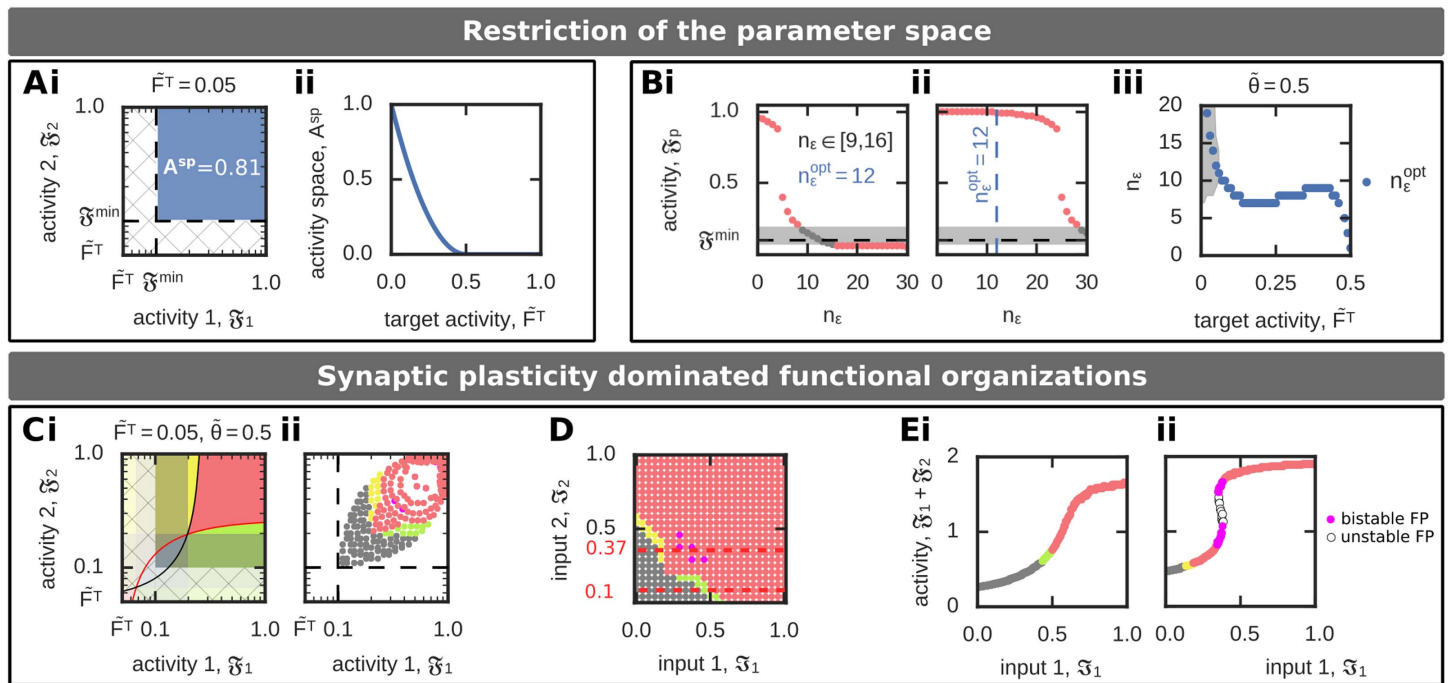 Restriction of the parameter space
Ai
F̃ᵀ = 0.05
1.0
activity 2, 𝔉₂
𝔉ᵐⁱⁿ
F̃ᵀ
Aˢᵖ=0.81
F̃ᵀ 𝔉ᵐⁱⁿ 1.0
activity 1, 𝔉₁
ii
activity space, Aˢᵖ
1.0
0.5
0.0
0.0 0.5 1.0
target activity, F̃ᵀ
Bi
activity, 𝔉ₚ
1.0
0.5
𝔉ᵐⁱⁿ
nε ∈ [9,16]
nεᵒᵖᵗ = 12
0 10 20 30
nε
ii
nεᵒᵖᵗ = 12
0 10 20 30
nε
iii
θ̃ = 0.5
nε
20
15
10
5
0
0 0.25 0.5
target activity, F̃ᵀ
nεᵒᵖᵗ
Synaptic plasticity dominated functional organizations
Ci
F̃ᵀ = 0.05, θ̃ = 0.5
activity 2, 𝔉₂
1.0
0.1
F̃ᵀ
F̃ᵀ 0.1 1.0
activity 1, 𝔉₁
ii
F̃ᵀ 0.1 1.0
activity 1, 𝔉₁
D
input 2, ℑ₂
1.0
0.5
0.37
0.1
0.0 0.5 1.0
input 1, ℑ₁
Ei
activity, 𝔉₁ + 𝔉₂
2
1
0
0.0 0.5 1.0
input 1, ℑ₁
ii
0.0 0.5 1.0
input 1, ℑ₁
bistable FP
unstable FP